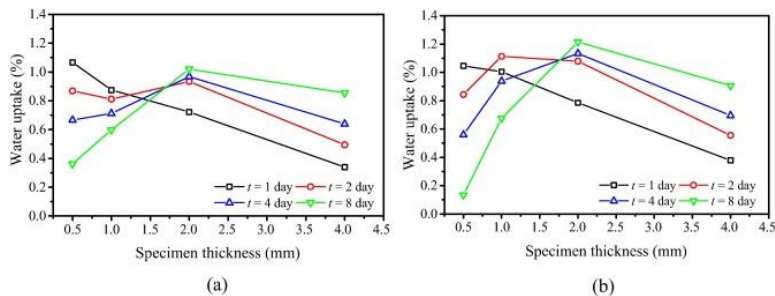 1.4
1.2
1.0
0.8
0.6
0.4
0.2
0.0
Water uptake (%)
t = 1 day t = 2 day
t = 4 day t = 8 day
0.5 1.0 1.5 2.0 2.5 3.0 3.5 4.0 4.5
Specimen thickness (mm)
(a)
1.4
1.2
1.0
0.8
0.6
0.4
0.2
0.0
Water uptake (%)
t = 1 day t = 2 day
t = 4 day t = 8 day
0.5 1.0 1.5 2.0 2.5 3.0 3.5 4.0 4.5
Specimen thickness (mm)
(b)